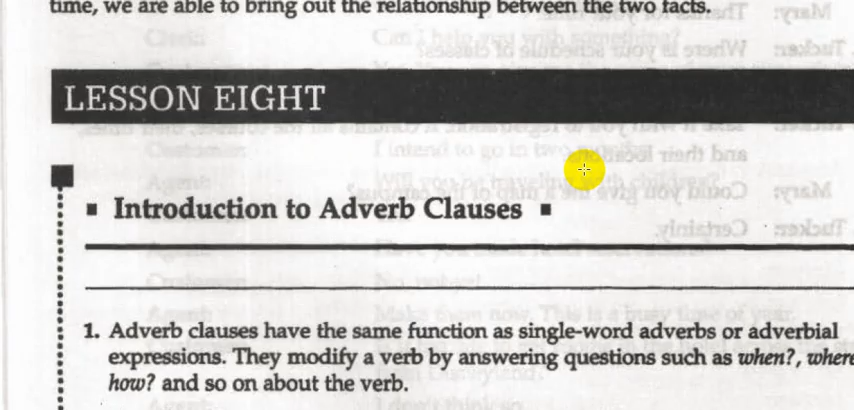 time, we are able to bring out the relationship between the two facts.
LESSON EIGHT
Introduction to Adverb Clauses
1. Adverb clauses have the same function as single-word adverbs or adverbial
expressions. They modify a verb by answering questions such as when?, where
how? and so on about the verb.